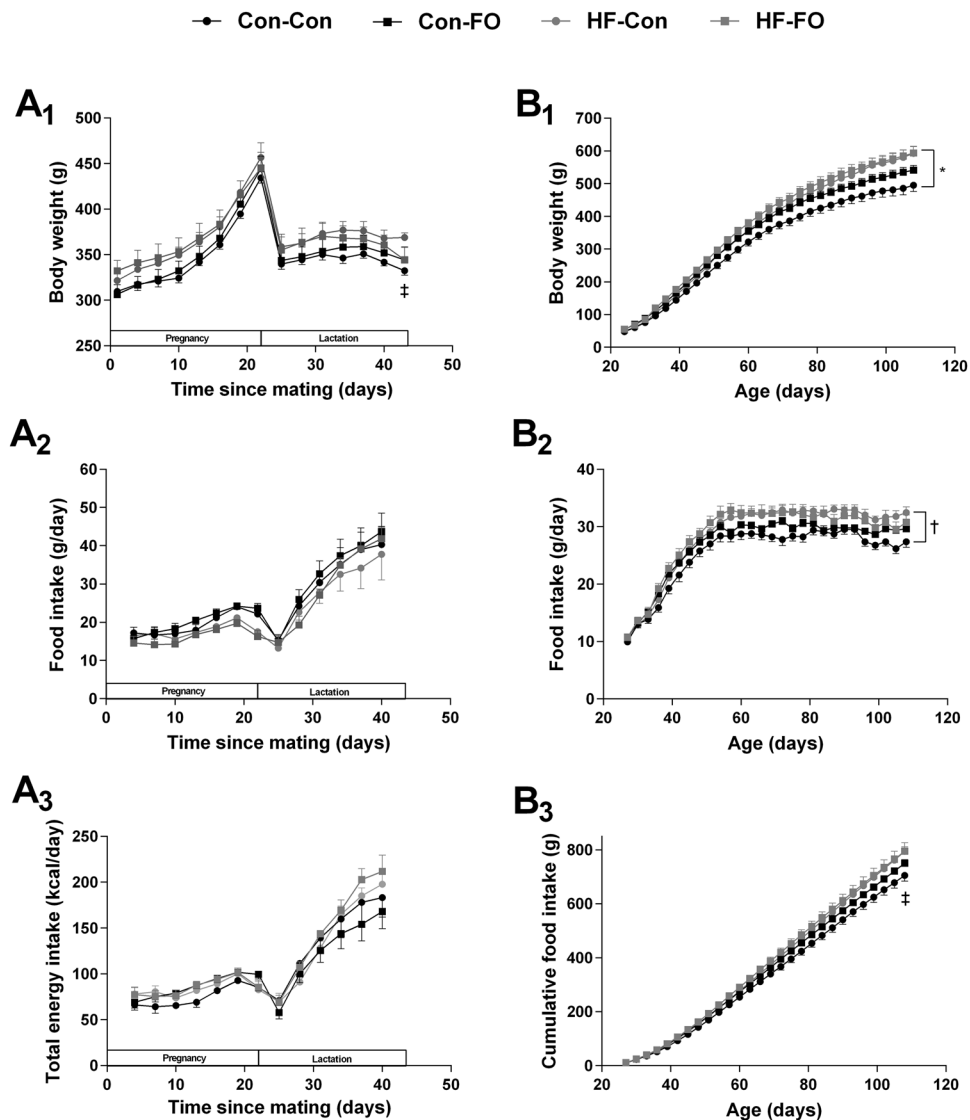 Con-Con Con-FO HF-Con HF-FO
A1
Body weight (g)
500
450
400
350
300
250
Pregnancy Lactation
0 10 20 30 40 50
Time since mating (days)
‡
B1
Body weight (g)
700
600
500
400
300
200
100
0
20 40 60 80 100 120
Age (days)
*
A2
Food intake (g/day)
60
50
40
30
20
10
0
Pregnancy Lactation
0 10 20 30 40 50
Time since mating (days)
B2
Food intake (g/day)
40
30
20
10
0
20 40 60 80 100 120
Age (days)
†
A3
Total energy intake (kcal/day)
250
200
150
100
50
0
Pregnancy Lactation
0 10 20 30 40 50
Time since mating (days)
B3
Cumulative food intake (g)
800
600
400
200
0
20 40 60 80 100 120
Age (days)
‡